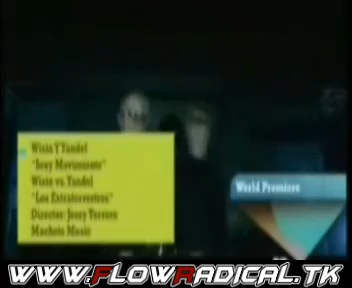 Wisin Y Yandel
"Sexy Movimiento"
Wisin vs. Yandel
"Los Extraterrestres"
Director: Jessy Terrero
Machete Music
World Premiere
WWW.FLOWRADICAL.TK